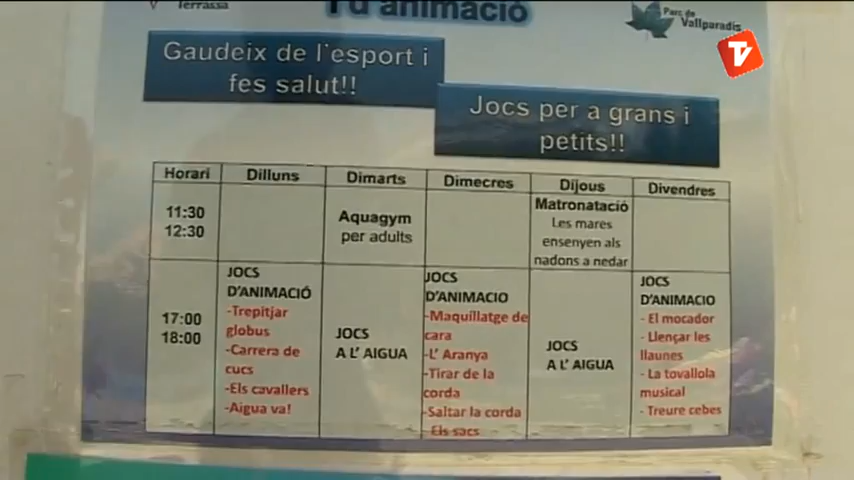 Terrassa
d'animació
Parc de
Vallparadís
TV
Gaudeix de l'esport i
fes salut!!
Jocs per a grans i
petits!!
Horari
Dilluns
Dimarts
Dimecres
Dijous
Divendres
11:30
12:30
Aquagym
per adults
Matronatació
Les mares
ensenyen als
nadons a nedar
17:00
18:00
JOCS
D'ANIMACIÓ
-Trepitjar
globus
-Carrera de
cucs
-Els cavallers
-Aigua va!
JOCS
A L' AIGUA
JOCS
D'ANIMACIO
-Maquíllatge de
cara
-L' Aranya
-Tirar de la
corda
-Saltar la corda
-Els sacs
JOCS
A L' AIGUA
JOCS
D'ANIMACIO
- El mocador
- Llençar les
llaunes
- La tovallola
musical
- Treure cebes